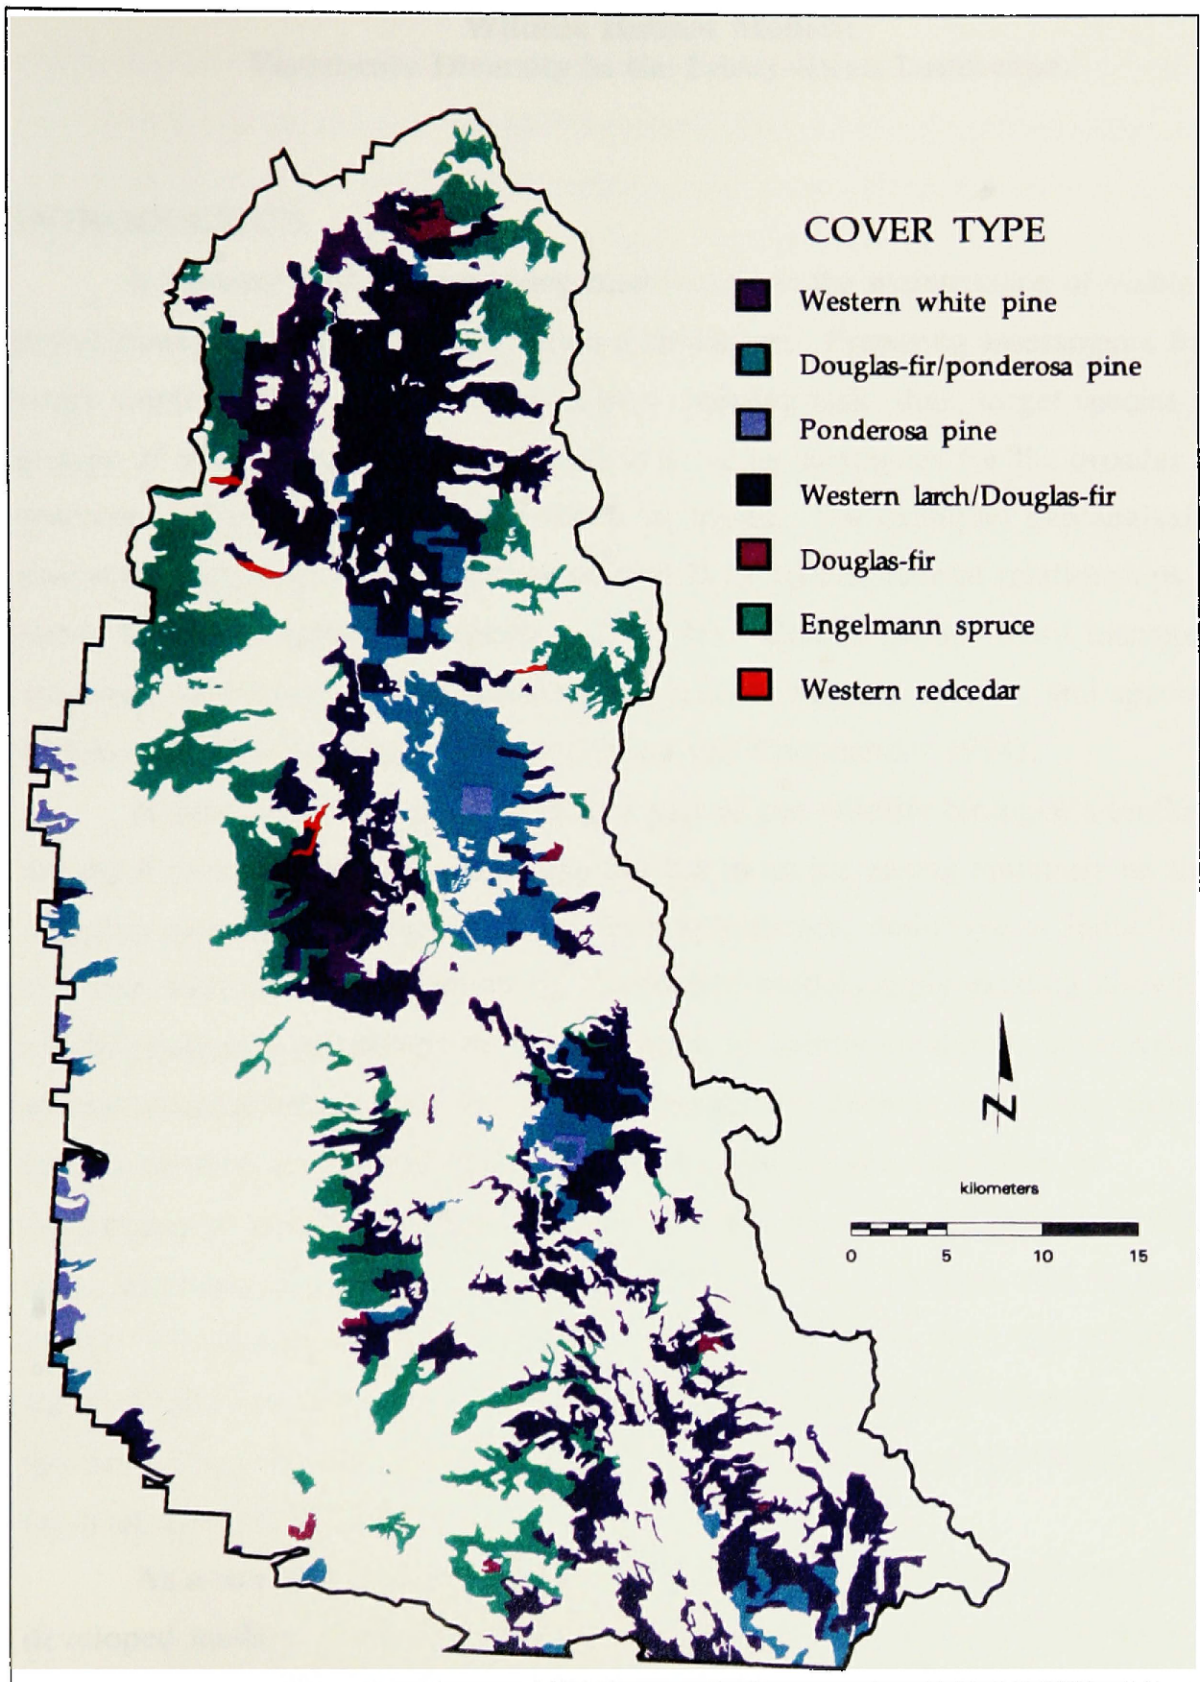 COVER TYPE
Western white pine
Douglas-fir/ponderosa pine
Ponderosa pine
Western larch/Douglas-fir
Douglas-fir
Engelmann spruce
Western redcedar
N
kilometers
0 5 10 15